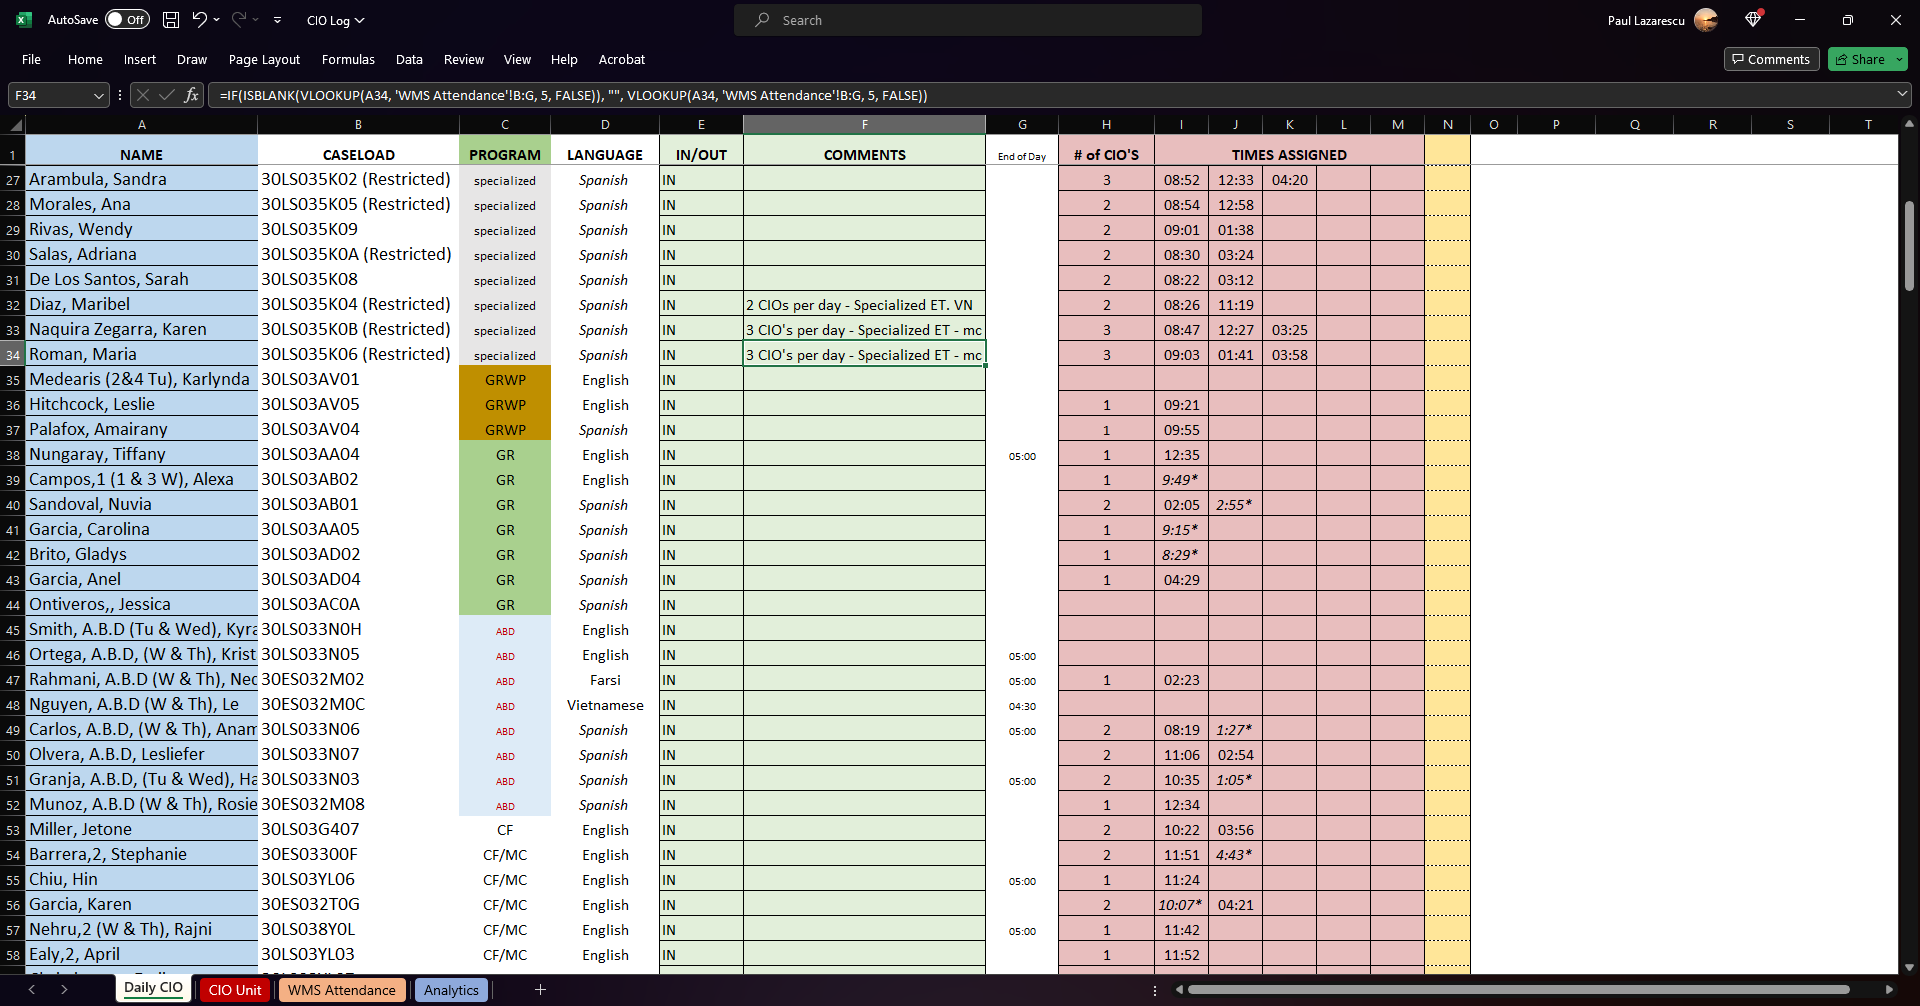 AutoSave Off CIO Log Search Paul Lazarescu
File Home Insert Draw Page Layout Formulas Data Review View Help Acrobat Comments Share
F34 fx =IF(ISBLANK(VLOOKUP(A34, 'WMS Attendance'!B:G, 5, FALSE)), "", VLOOKUP(A34, 'WMS Attendance'!B:G, 5, FALSE))
A B C D E F G H I J K L M N O P Q R S T
1 NAME CASELOAD PROGRAM LANGUAGE IN/OUT COMMENTS End of Day # of CIO'S TIMES ASSIGNED
27 Arambula, Sandra 30LS035K02 (Restricted) specialized Spanish IN 3 08:52 12:33 04:20
28 Morales, Ana 30LS035K05 (Restricted) specialized Spanish IN 2 08:54 12:58
29 Rivas, Wendy 30LS035K09 specialized Spanish IN 2 09:01 01:38
30 Salas, Adriana 30LS035K0A (Restricted) specialized Spanish IN 2 08:30 03:24
31 De Los Santos, Sarah 30LS035K08 specialized Spanish IN 2 08:22 03:12
32 Diaz, Maribel 30LS035K04 (Restricted) specialized Spanish IN 2 CIOs per day - Specialized ET. VN 2 08:26 11:19
33 Naquira Zegarra, Karen 30LS035K0B (Restricted) specialized Spanish IN 3 CIO's per day - Specialized ET - mc 3 08:47 12:27 03:25
34 Roman, Maria 30LS035K06 (Restricted) specialized Spanish IN 3 CIO's per day - Specialized ET - mc 3 09:03 01:41 03:58
35 Medearis (2&4 Tu), Karlynda 30LS03AV01 GRWP English IN
36 Hitchcock, Leslie 30LS03AV05 GRWP English IN 1 09:21
37 Palafox, Amairany 30LS03AV04 GRWP Spanish IN 1 09:55
38 Nungaray, Tiffany 30LS03AA04 GR English IN 05:00 1 12:35
39 Campos,1 (1 & 3 W), Alexa 30LS03AB02 GR English IN 1 9:49*
40 Sandoval, Nuvia 30LS03AB01 GR Spanish IN 2 02:05 2:55*
41 Garcia, Carolina 30LS03AA05 GR Spanish IN 1 9:15*
42 Brito, Gladys 30LS03AD02 GR Spanish IN 1 8:29*
43 Garcia, Anel 30LS03AD04 GR Spanish IN 1 04:29
44 Ontiveros,, Jessica 30LS03AC0A GR Spanish IN
45 Smith, A.B.D (Tu & Wed), Kyra 30LS033N0H ABD English IN
46 Ortega, A.B.D, (W & Th), Krist 30LS033N05 ABD English IN 05:00
47 Rahmani, A.B.D (W & Th), Nec 30ES032M02 ABD Farsi IN 05:00 1 02:23
48 Nguyen, A.B.D (W & Th), Le 30ES032M0C ABD Vietnamese IN 04:30
49 Carlos, A.B.D, (W & Th), Anam 30LS033N06 ABD Spanish IN 05:00 2 08:19 1:27*
50 Olvera, A.B.D, Lesliefer 30LS033N07 ABD Spanish IN 2 11:06 02:54
51 Granja, A.B.D, (Tu & Wed), Ha 30LS033N03 ABD Spanish IN 05:00 2 10:35 1:05*
52 Munoz, A.B.D (W & Th), Rosie 30ES032M08 ABD Spanish IN 1 12:34
53 Miller, Jetone 30LS03G407 CF English IN 2 10:22 03:56
54 Barrera,2, Stephanie 30ES03300F CF/MC English IN 2 11:51 4:43*
55 Chiu, Hin 30LS03YL06 CF/MC English IN 05:00 1 11:24
56 Garcia, Karen 30ES032T0G CF/MC English IN 2 10:07* 04:21
57 Nehru,2 (W & Th), Rajni 30LS038Y0L CF/MC English IN 05:00 1 11:42
58 Ealy,2, April 30LS03YL03 CF/MC English IN 1 11:52
Daily CIO CIO Unit WMS Attendance Analytics